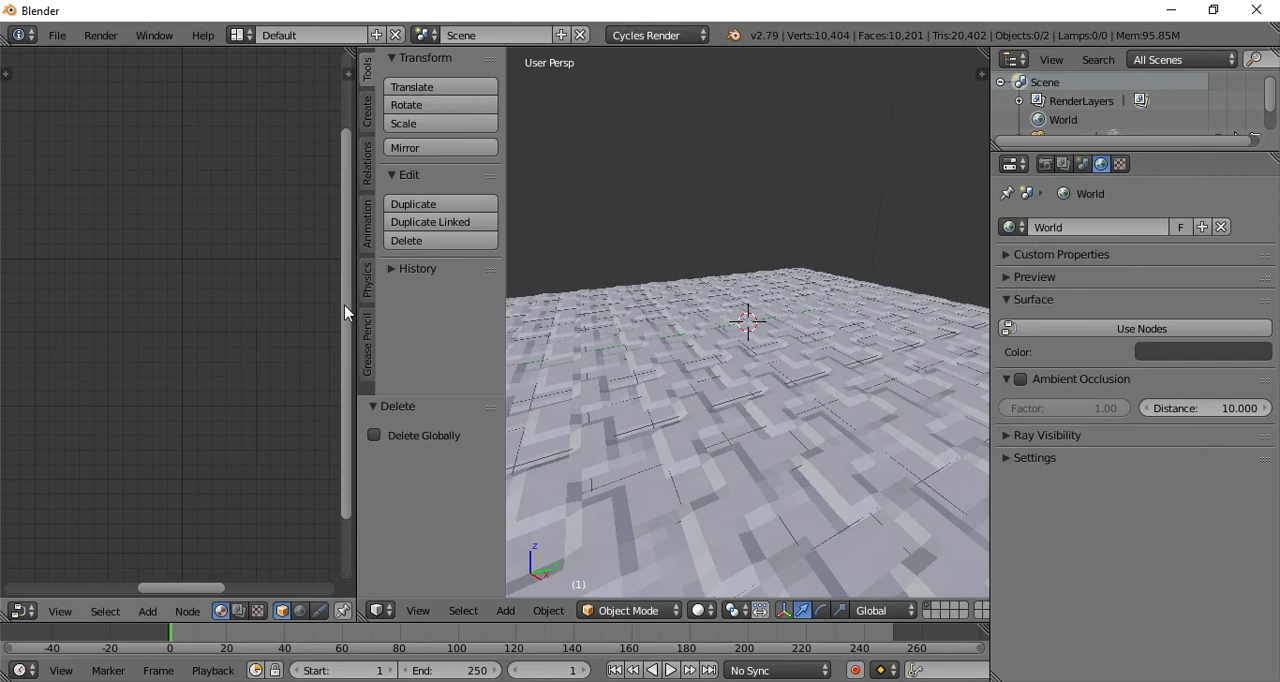 Blender
File Render Window Help Default Scene Cycles Render v2.79 | Verts:10,404 | Faces:10,201 | Tris:20,402 | Objects:0/2 | Lamps:0/0 | Mem:95.85M
Tools
Create
Relations
Animation
Physics
Grease Pencil
Transform
Translate
Rotate
Scale
Mirror
Edit
Duplicate
Duplicate Linked
Delete
History
Delete
Delete Globally
User Persp
z
x
(1)
View Search All Scenes
Scene
RenderLayers
World
World
World F
Custom Properties
Preview
Surface
Use Nodes
Color:
Ambient Occlusion
Factor: 1.00 Distance: 10.000
Ray Visibility
Settings
View Select Add Node
View Select Add Object Object Mode Global
-40 -20 0 20 40 60 80 100 120 140 160 180 200 220 240 260
View Marker Frame Playback Start: 1 End: 250 1 No Sync